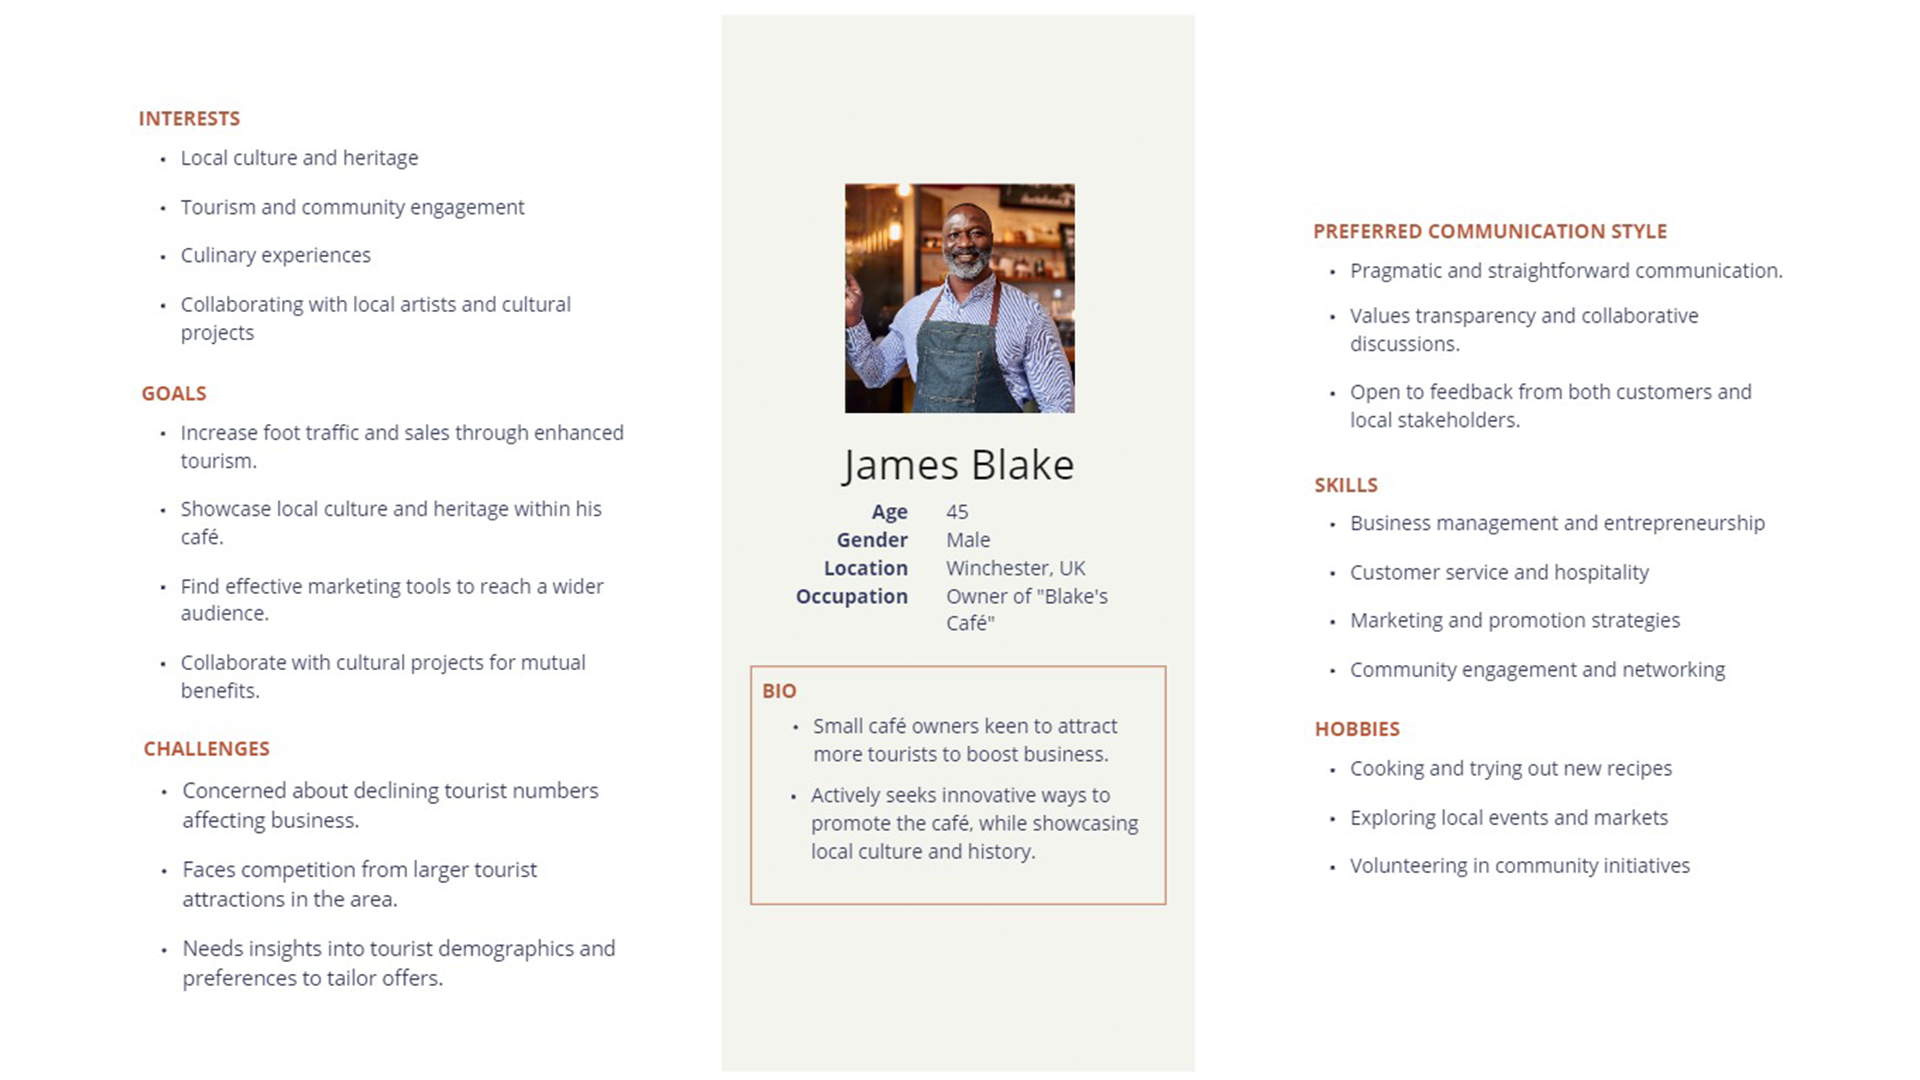 INTERESTS
• Local culture and heritage
• Tourism and community engagement
• Culinary experiences
• Collaborating with local artists and cultural
projects
GOALS
• Increase foot traffic and sales through enhanced
tourism.
• Showcase local culture and heritage within his
café.
• Find effective marketing tools to reach a wider
audience.
• Collaborate with cultural projects for mutual
benefits.
CHALLENGES
• Concerned about declining tourist numbers
affecting business.
• Faces competition from larger tourist
attractions in the area.
• Needs insights into tourist demographics and
preferences to tailor offers.
James Blake
Age 45
Gender Male
Location Winchester, UK
Occupation Owner of "Blake's
Café"
BIO
• Small café owners keen to attract
more tourists to boost business.
• Actively seeks innovative ways to
promote the café, while showcasing
local culture and history.
PREFERRED COMMUNICATION STYLE
• Pragmatic and straightforward communication.
• Values transparency and collaborative
discussions.
• Open to feedback from both customers and
local stakeholders.
SKILLS
• Business management and entrepreneurship
• Customer service and hospitality
• Marketing and promotion strategies
• Community engagement and networking
HOBBIES
• Cooking and trying out new recipes
• Exploring local events and markets
• Volunteering in community initiatives